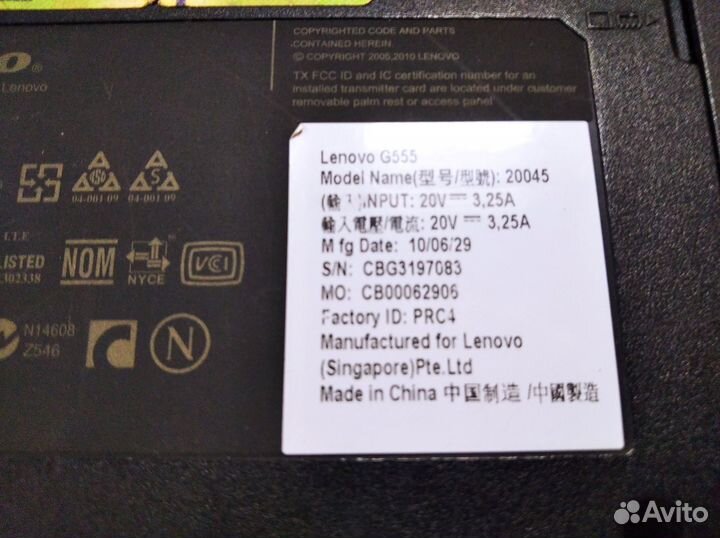 COPYRIGHTED CODE AND PARTS
CONTAINED HEREIN.
© COPYRIGHT 2005,2010 LENOVO
TX FCC ID and IC certification number for an
installed transmitter card are located under customer
removable palm rest or access panel
®
Lenovo
04-001 09
04-001 09
LISTED
302338
NOM
NYCE
VCI
N14608
Z546
N
Lenovo G555
Model Name(型号/型號): 20045
(輸入)INPUT: 20V 3,25A
輸入電壓/電流: 20V 3,25A
Mfg Date: 10/06/29
S/N: CBG3197083
MO: CB00062906
Factory ID: PRC4
Manufactured for Lenovo
(Singapore)Pte.Ltd
Made in China 中国制造 /中國製造
Avito